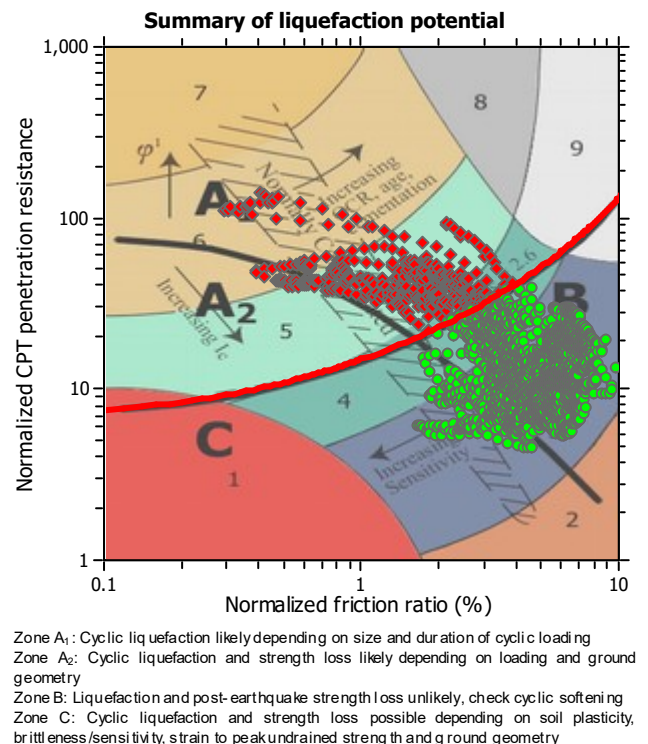 Summary of liquefaction potential
Normalized CPT penetration resistance
1,000
100
10
1
7
8
9
φ'
Increasing
OCR, age,
cementation
Normally C
A
6
A2
Increasing Ic
5
2,6
B
4
C
1
Increasing
Sensitivity
2
0.1
1
10
Normalized friction ratio (%)
Zone A1: Cyclic liquefaction likely depending on size and duration of cyclic loading
Zone A2: Cyclic liquefaction and strength loss likely depending on loading and ground
geometry
Zone B: Liquefaction and post-earthquake strength loss unlikely, check cyclic softening
Zone C: Cyclic liquefaction and strength loss possible depending on soil plasticity,
brittleness/sensitivity, strain to peak undrained strength and ground geometry